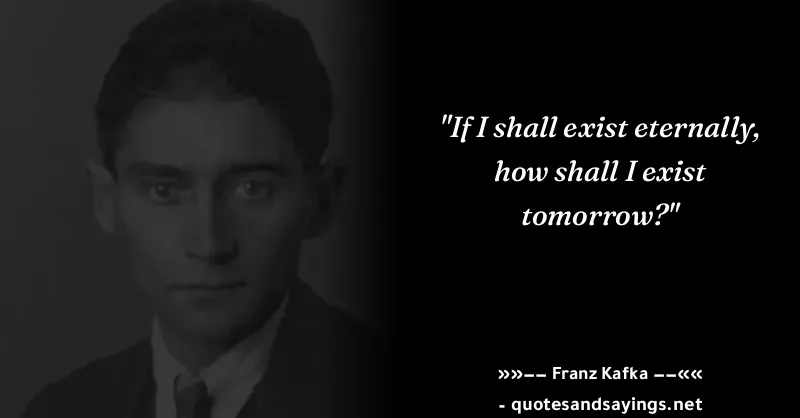 "If I shall exist eternally,
how shall I exist
tomorrow?"
»»−− Franz Kafka −−««
- quotesandsayings.net